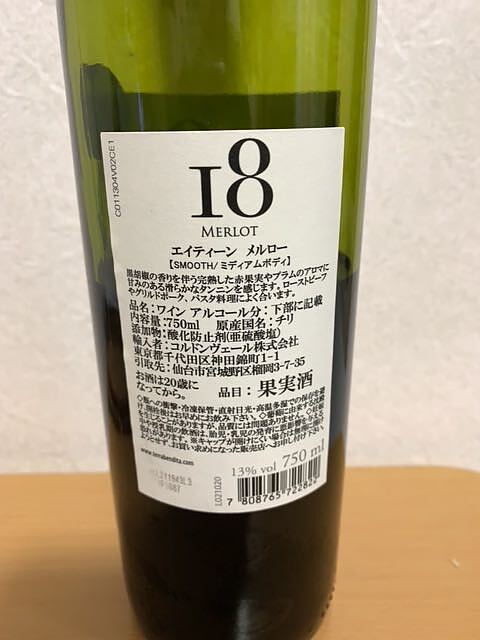 18
MERLOT
エイティーン メルロー
【SMOOTH/ミディアムボディ】
黒胡椒の香りを伴う完熟した赤果実やプラムのアロマに
甘みのある滑らかなタンニンを感じます。ローストビーフ
やグリルドポーク、パスタ料理によく合います。
品名:ワイン アルコール分:下部に記載
内容量:750ml 原産国名:チリ
添加物:酸化防止剤(亜硫酸塩)
輸入者:コルドンヴェール株式会社
東京都千代田区神田錦町1-1
引取先:仙台市宮城野区榴岡3-7-35
お酒は20歳に
なってから。
品目:果実酒
www.terrabendita.com
13% vol 750 ml
L021020
7 808765 722822
C011304V02CE1